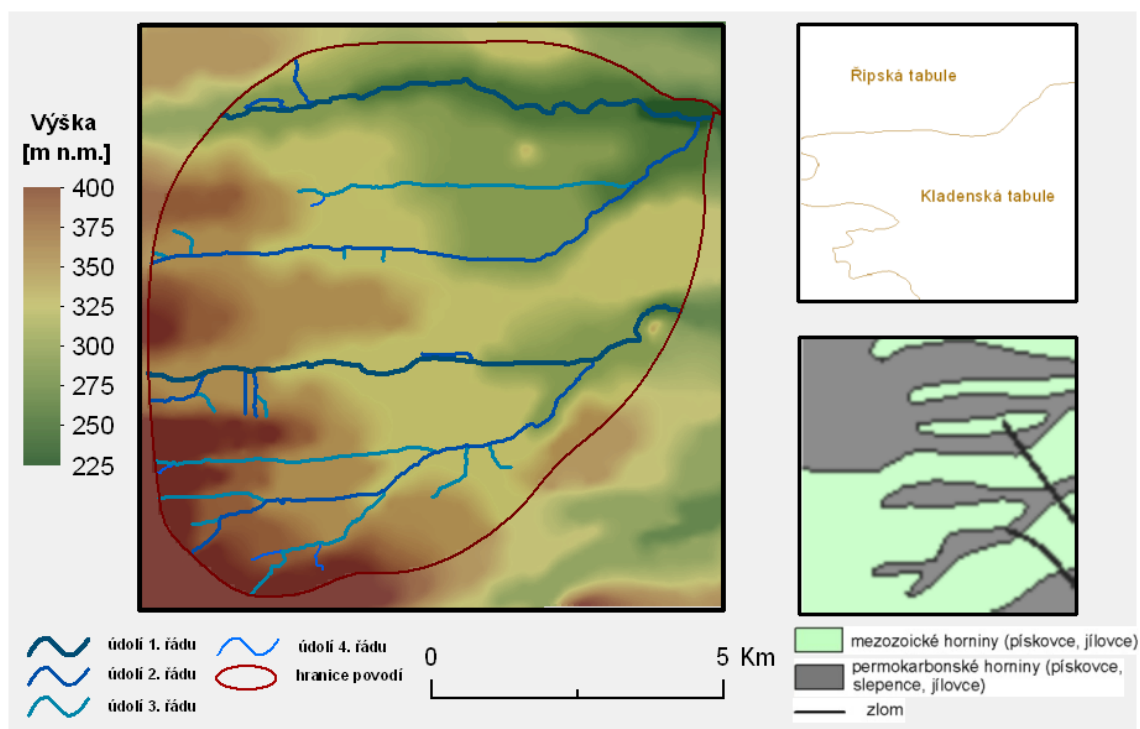 Výška
[m n.m.]
400
375
350
325
300
275
250
225
Řipská tabule
Kladenská tabule
údolí 1. řádu
údolí 2. řádu
údolí 3. řádu
údolí 4. řádu
hranice povodí
0
5 Km
mezozoické horniny (pískovce, jílovce)
permokarbonské horniny (pískovce,
slepence, jílovce)
zlom